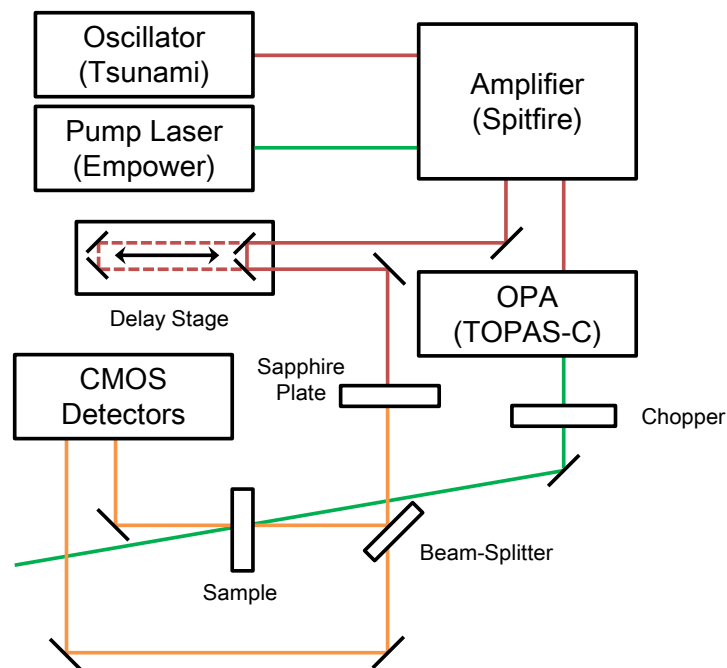 Oscillator
(Tsunami)
Amplifier
(Spitfire)
Pump Laser
(Empower)
Delay Stage
OPA
(TOPAS-C)
Sapphire
Plate
CMOS
Detectors
Chopper
Beam-Splitter
Sample